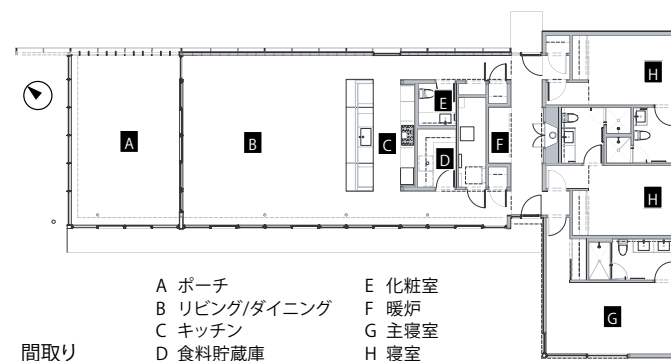 H
E
A
B
C
F
D
H
G
A ポーチ
B リビング/ダイニング
C キッチン
D 食料貯蔵庫
E 化粧室
F 暖炉
G 主寝室
H 寝室
間取り